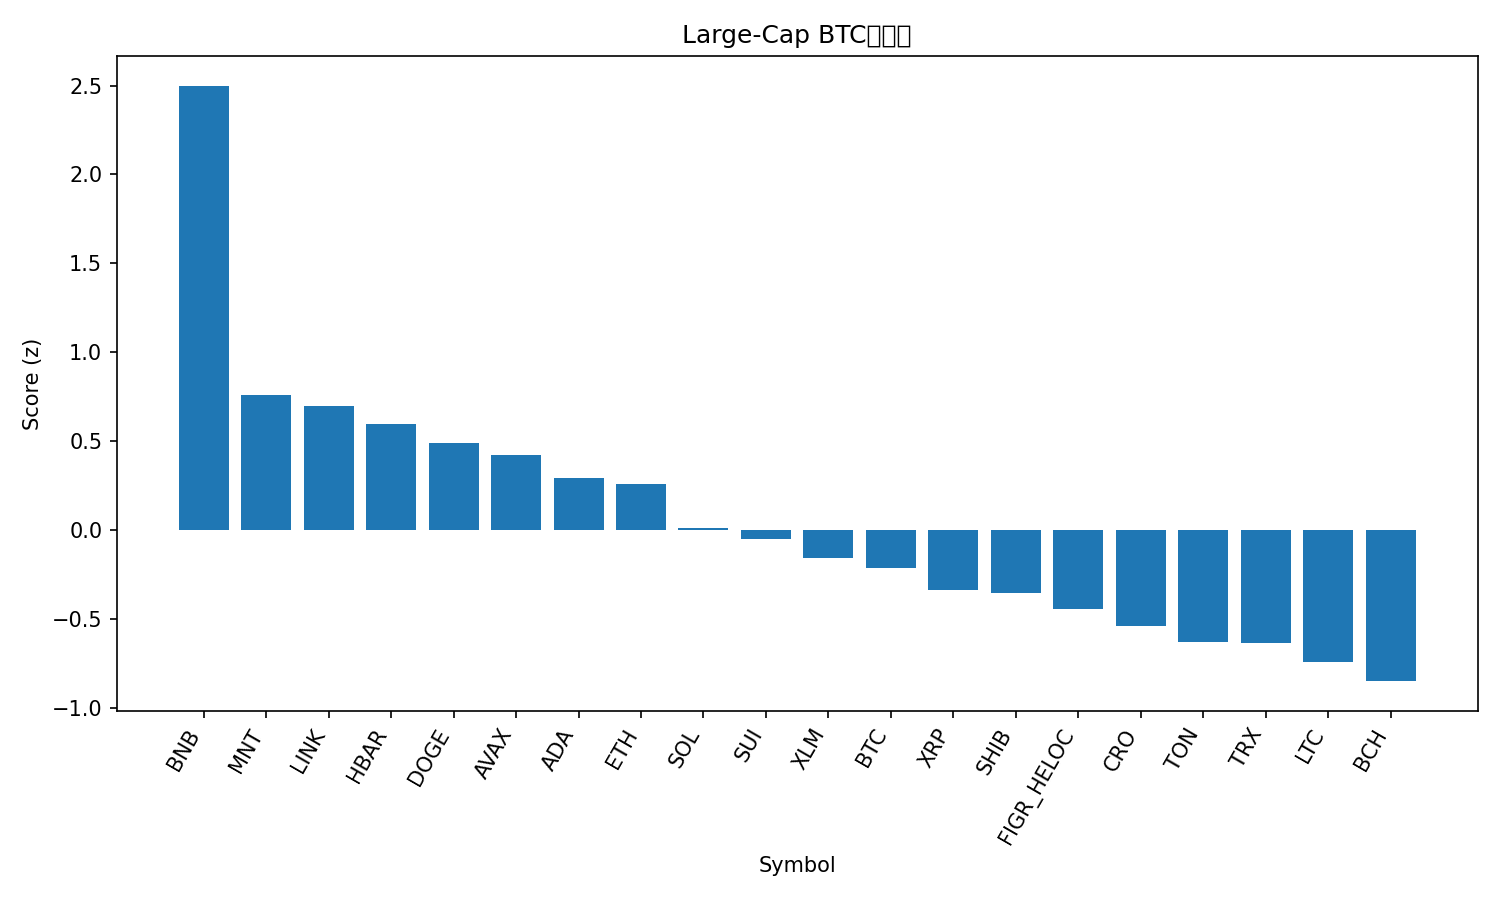 Large-Cap BTC
2.5
2.0
1.5
1.0
0.5
0.0
−0.5
−1.0
Score (z)
BNB
MNT
LINK
HBAR
DOGE
AVAX
ADA
ETH
SOL
SUI
XLM
BTC
XRP
SHIB
FIGR_HELOC
CRO
TON
TRX
LTC
BCH
Symbol